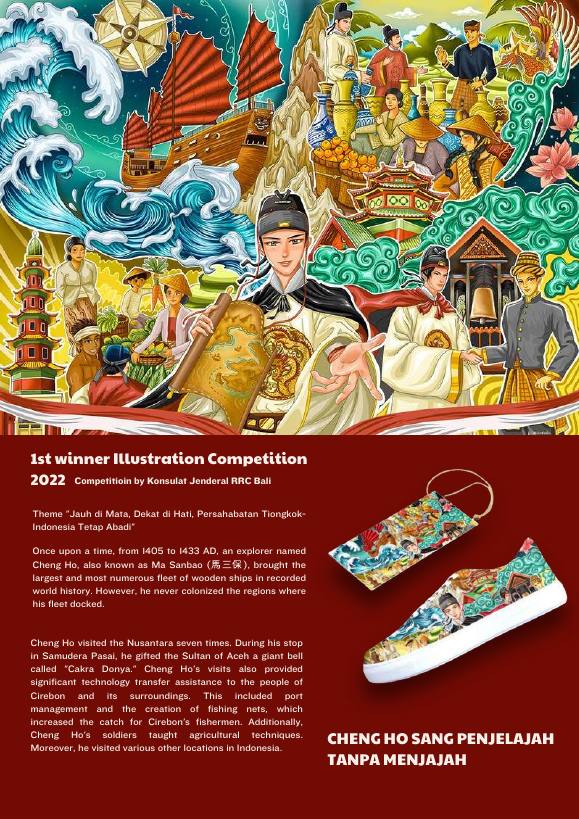 1st winner Illustration Competition
2022 Competitioin by Konsulat Jenderal RRC Bali
Theme "Jauh di Mata, Dekat di Hati, Persahabatan Tiongkok-
Indonesia Tetap Abadi"
Once upon a time, from 1405 to 1433 AD, an explorer named
Cheng Ho, also known as Ma Sanbao (馬三保), brought the
largest and most numerous fleet of wooden ships in recorded
world history. However, he never colonized the regions where
his fleet docked.
Cheng Ho visited the Nusantara seven times. During his stop
in Samudera Pasai, he gifted the Sultan of Aceh a giant bell
called "Cakra Donya." Cheng Ho's visits also provided
significant technology transfer assistance to the people of
Cirebon and its surroundings. This included port
management and the creation of fishing nets, which
increased the catch for Cirebon's fishermen. Additionally,
Cheng Ho's soldiers taught agricultural techniques.
Moreover, he visited various other locations in Indonesia.
CHENG HO SANG PENJELAJAH
TANPA MENJAJAH